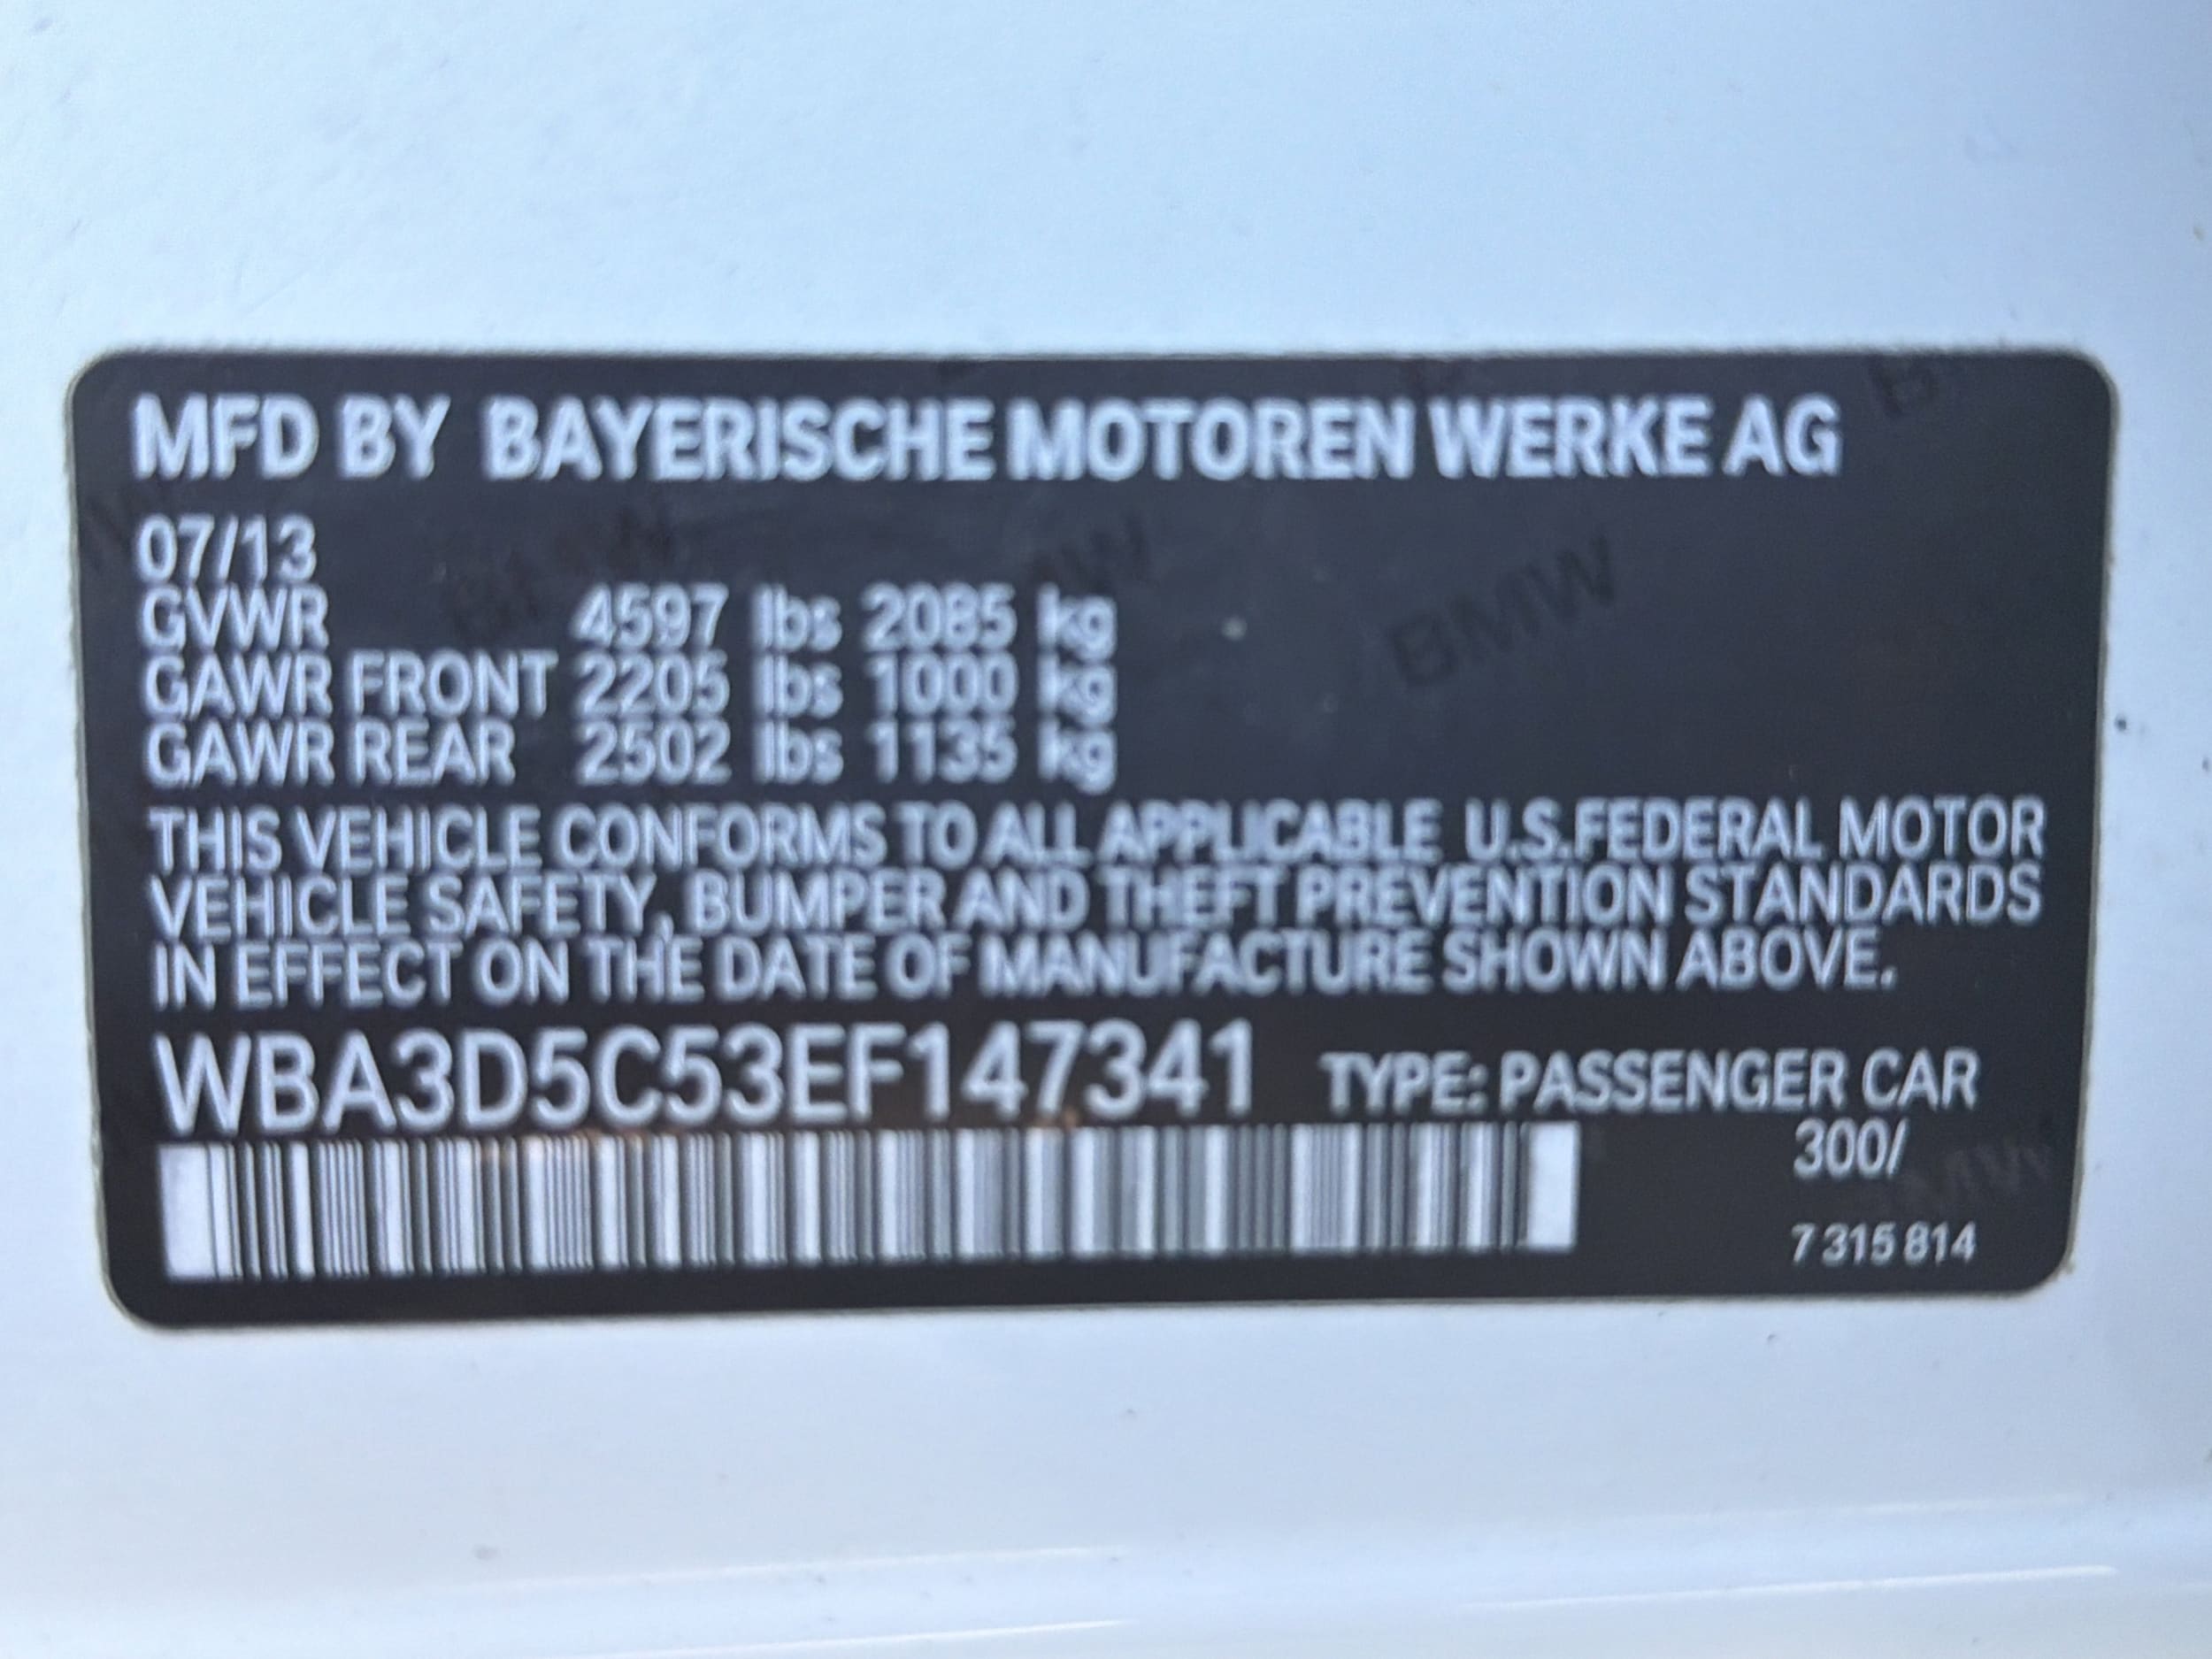 MFD BY BAYERISCHE MOTOREN WERKE AG
07/13
GVWR 4597 lbs 2085 kg
GAWR FRONT 2205 lbs 1000 kg
GAWR REAR 2502 lbs 1135 kg
THIS VEHICLE CONFORMS TO ALL APPLICABLE U.S.FEDERAL MOTOR
VEHICLE SAFETY, BUMPER AND THEFT PREVENTION STANDARDS
IN EFFECT ON THE DATE OF MANUFACTURE SHOWN ABOVE.
WBA3D5C53EF147341 TYPE: PASSENGER CAR
300/
7 315 814
BMW
BMW